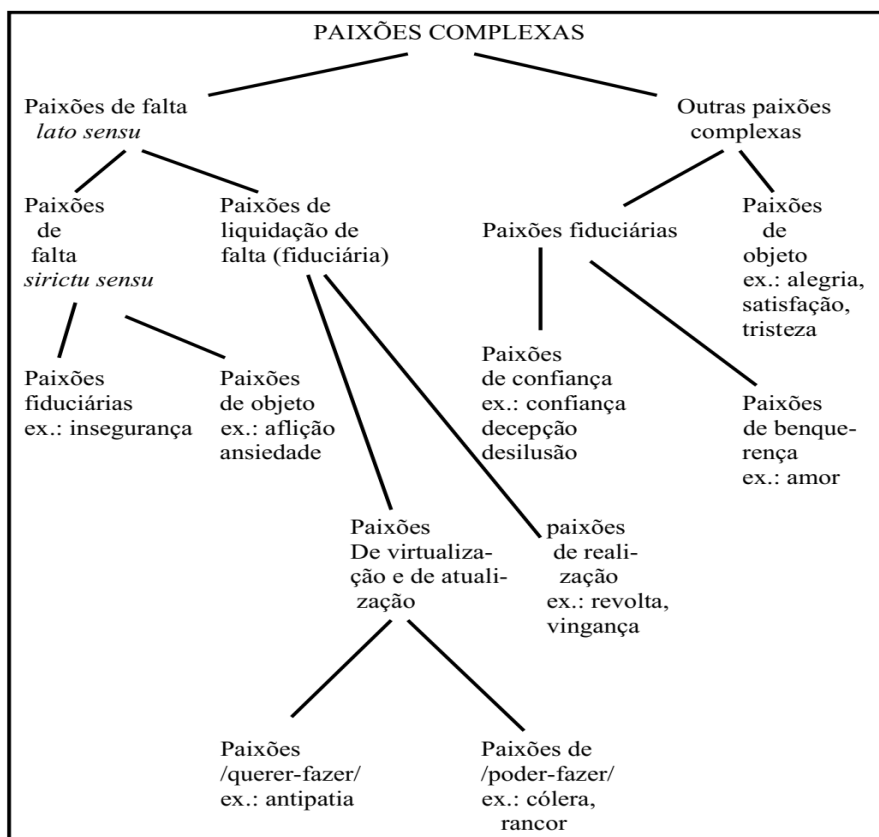 PAIXÕES COMPLEXAS
Paixões de falta
lato sensu
Outras paixões
complexas
Paixões
de
falta
sirictu sensu
Paixões de
liquidação de
falta (fiduciária)
Paixões fiduciárias
Paixões
de
objeto
ex.: alegria,
satisfação,
tristeza
Paixões
fiduciárias
ex.: insegurança
Paixões
de objeto
ex.: aflição
ansiedade
Paixões
de confiança
ex.: confiança
decepção
desilusão
Paixões
de benque-
rença
ex.: amor
Paixões
De virtualiza-
ção e de atuali-
zação
paixões
de reali-
zação
ex.: revolta,
vingança
Paixões
/querer-fazer/
ex.: antipatia
Paixões de
/poder-fazer/
ex.: cólera,
rancor